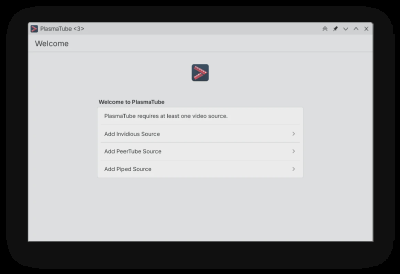 PlasmaTube <3>
Welcome
Welcome to PlasmaTube
PlasmaTube requires at least one video source.
Add Invidious Source
Add PeerTube Source
Add Piped Source